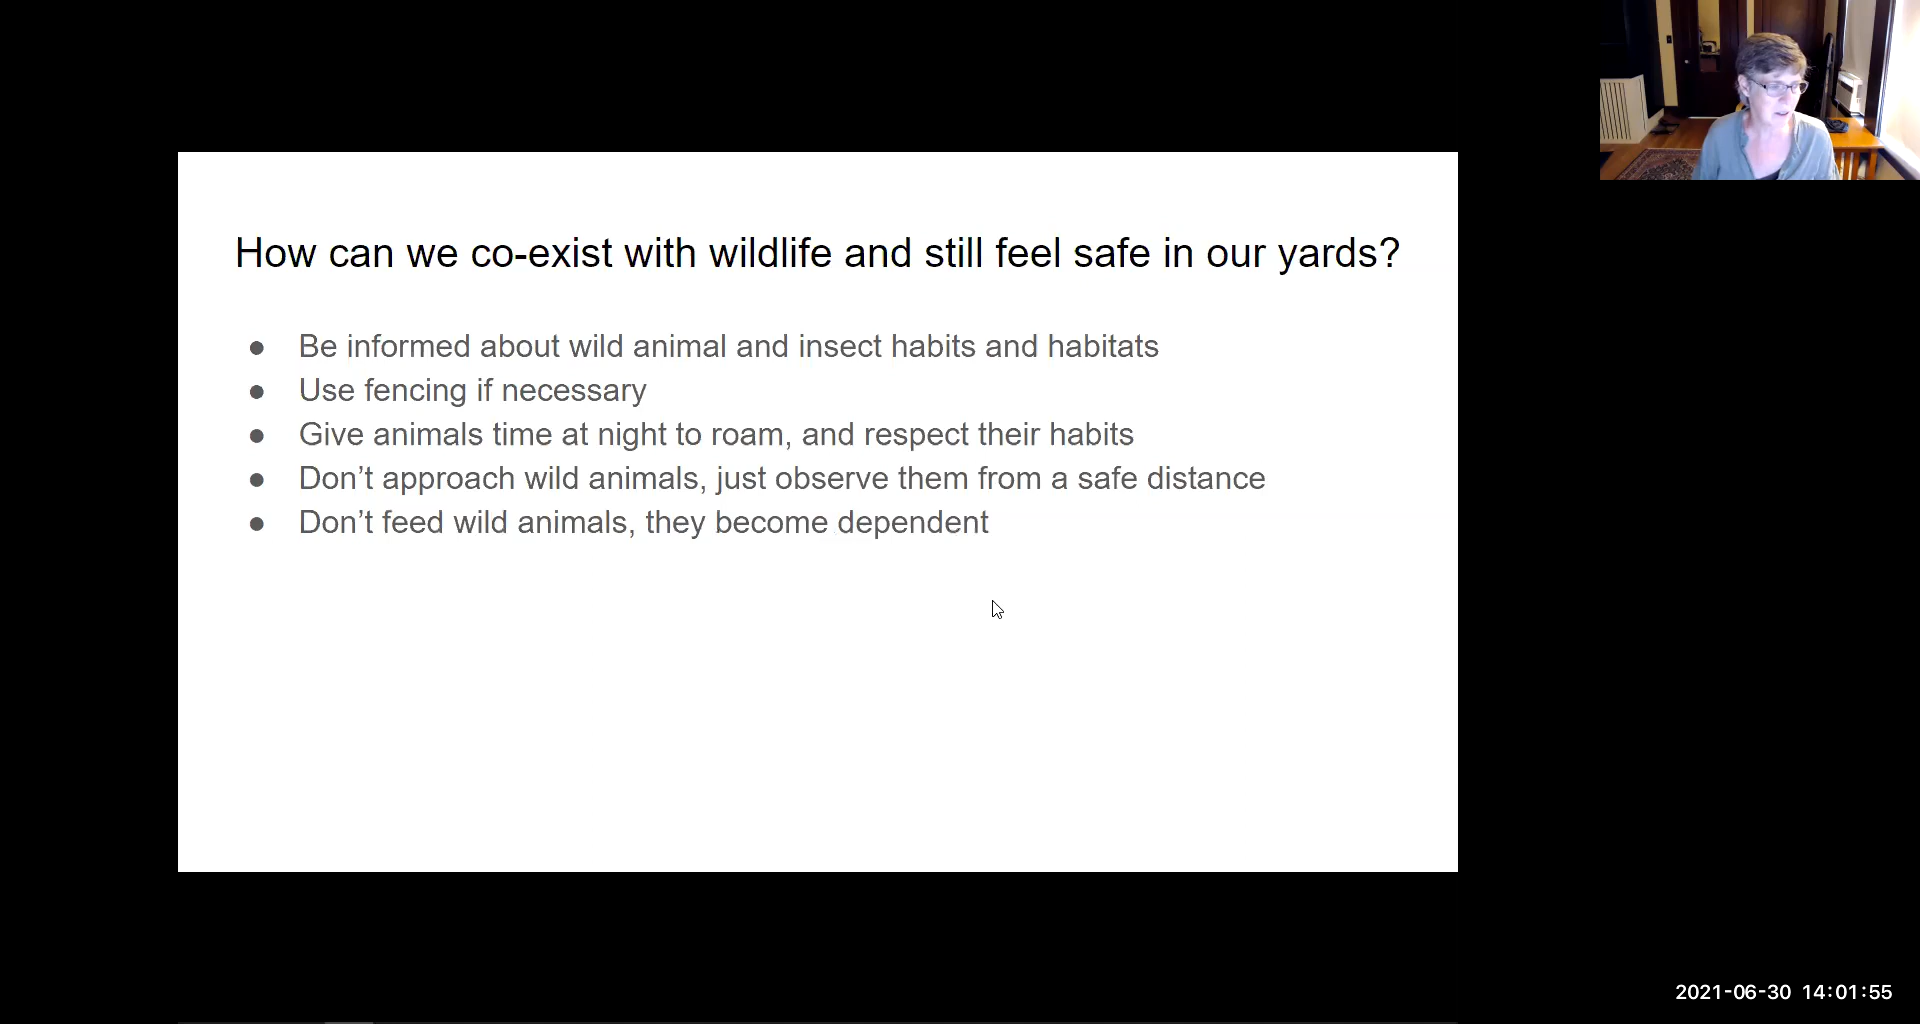 How can we co-exist with wildlife and still feel safe in our yards?
● Be informed about wild animal and insect habits and habitats
● Use fencing if necessary
● Give animals time at night to roam, and respect their habits
● Don’t approach wild animals, just observe them from a safe distance
● Don’t feed wild animals, they become dependent
2021-06-30 14:01:55